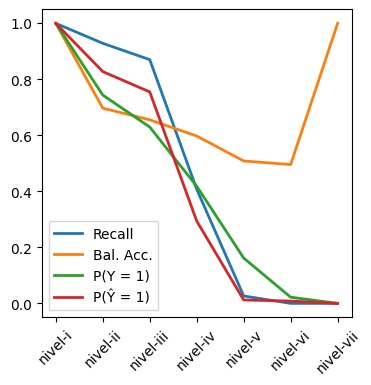 1.0
0.8
0.6
0.4
0.2
0.0
Recall
Bal. Acc.
P(Y = 1)
P(Ŷ = 1)
nivel-i
nivel-ii
nivel-iii
nivel-iv
nivel-v
nivel-vi
nivel-vii